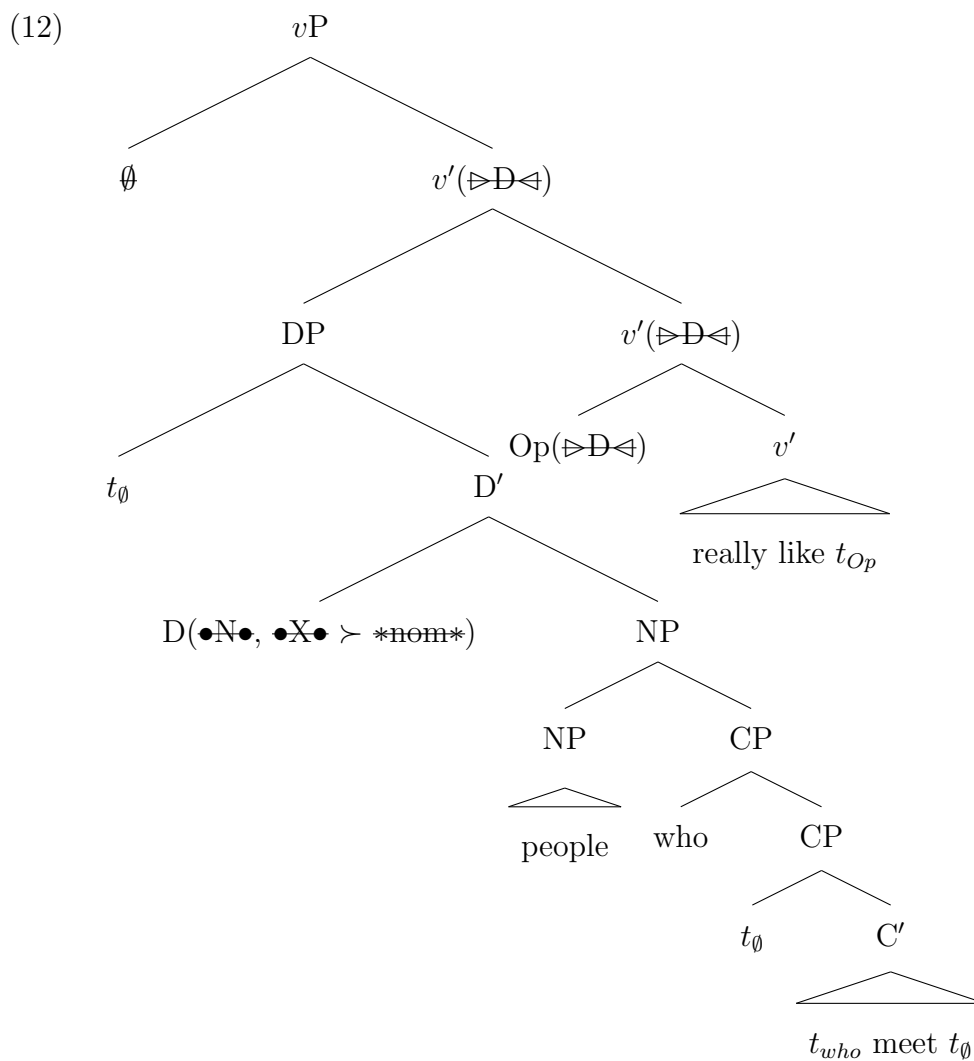 (12) vP
∅ v′(▷D◁)
DP v′(▷D◁)
Op(▷D◁) v′
t∅ D′
really like tOp
D(●N●, ●X● ≻ *nom*) NP
NP CP
people who CP
t∅ C′
twho meet t∅